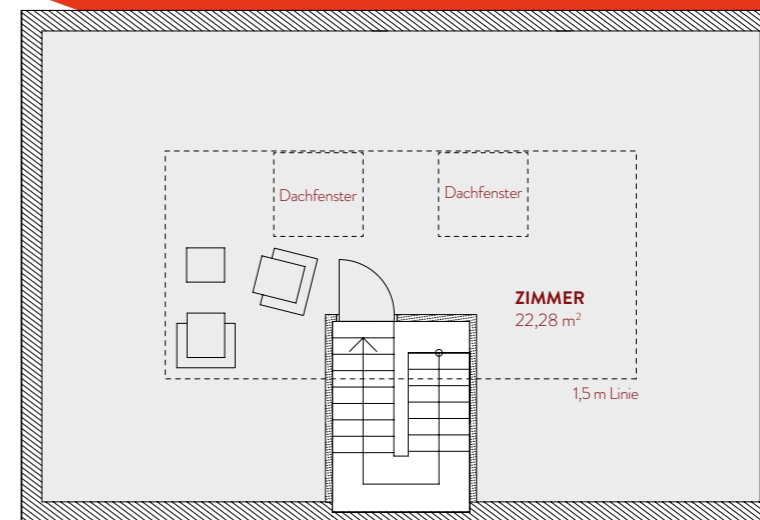 Dachfenster
Dachfenster
ZIMMER
22,28 m²
1,5 m Linie